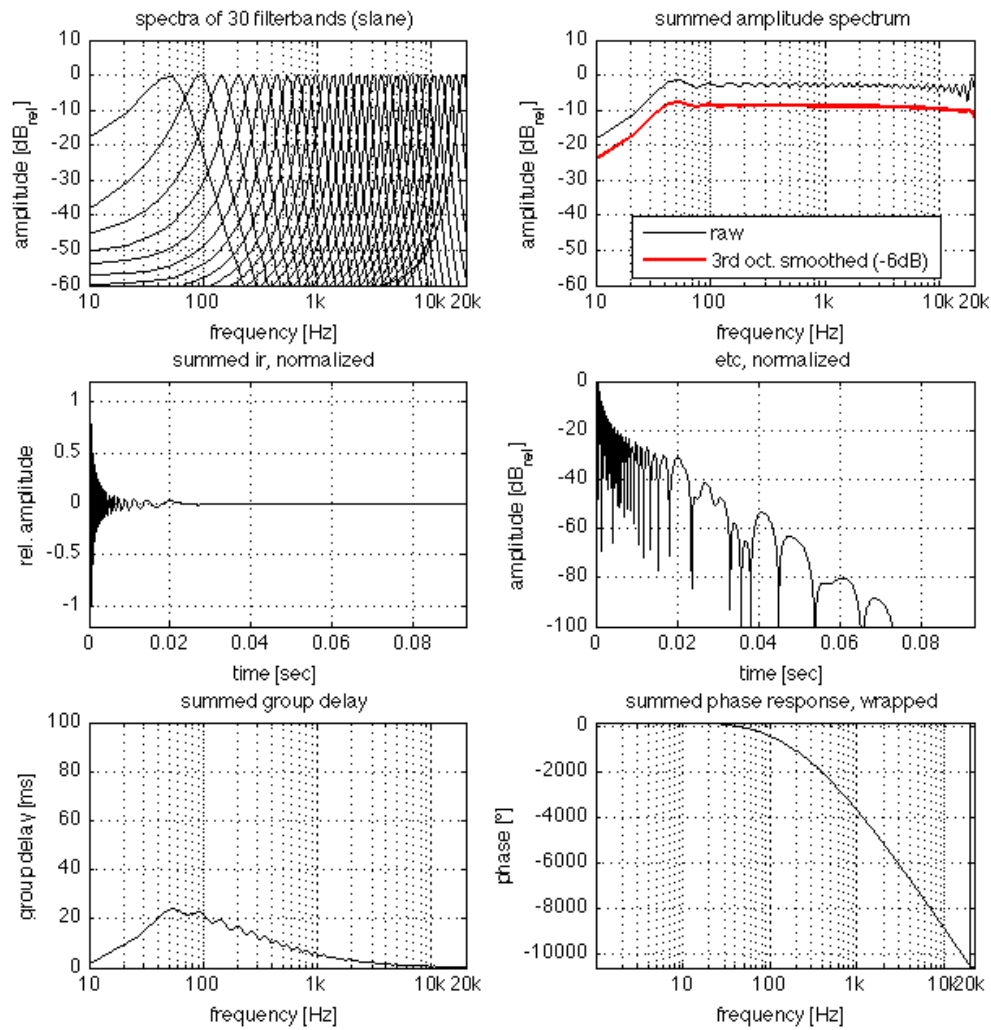 spectra of 30 filterbands (slane)
amplitude [dBrel]
10
0
-10
-20
-30
-40
-50
-60
10
100
1k
10k 20k
frequency [Hz]
summed amplitude spectrum
amplitude [dBrel]
10
0
-10
-20
-30
-40
-50
-60
raw
3rd oct. smoothed (-6dB)
10
100
1k
10k 20k
frequency [Hz]
summed ir, normalized
rel. amplitude
1
0.5
0
-0.5
-1
0
0.02
0.04
0.06
0.08
time [sec]
etc, normalized
amplitude [dBrel]
0
-20
-40
-60
-80
-100
0
0.02
0.04
0.06
0.08
time [sec]
summed group delay
group delay [ms]
100
80
60
40
20
0
10
100
1k
10k 20k
frequency [Hz]
summed phase response, wrapped
phase [°]
0
-2000
-4000
-6000
-8000
-10000
10
100
1k
10k 20k
frequency [Hz]